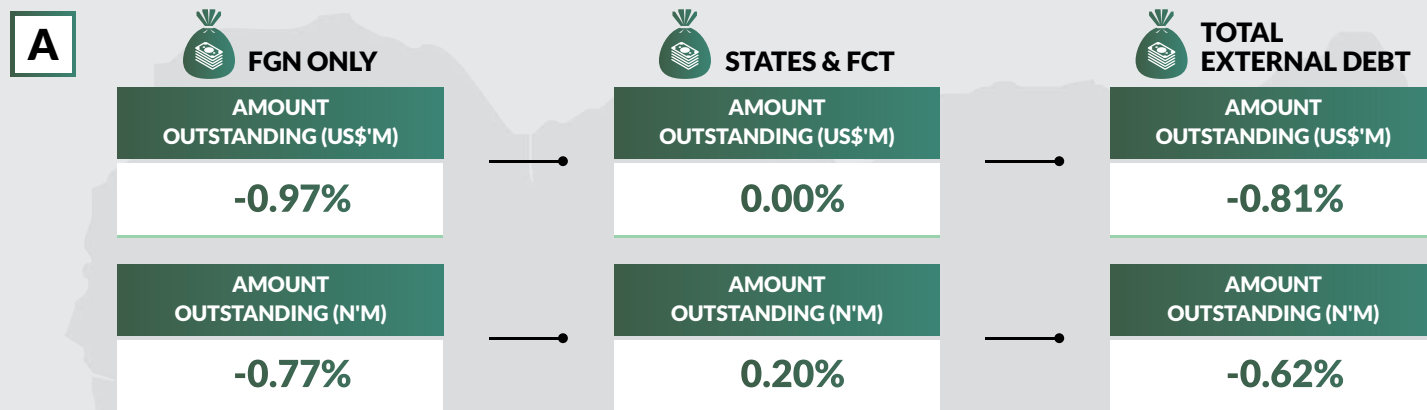 A
FGN ONLY
STATES & FCT
TOTAL
EXTERNAL DEBT
AMOUNT
OUTSTANDING (US$'M)
AMOUNT
OUTSTANDING (US$'M)
AMOUNT
OUTSTANDING (US$'M)
-0.97%
0.00%
-0.81%
AMOUNT
OUTSTANDING (N'M)
AMOUNT
OUTSTANDING (N'M)
AMOUNT
OUTSTANDING (N'M)
-0.77%
0.20%
-0.62%